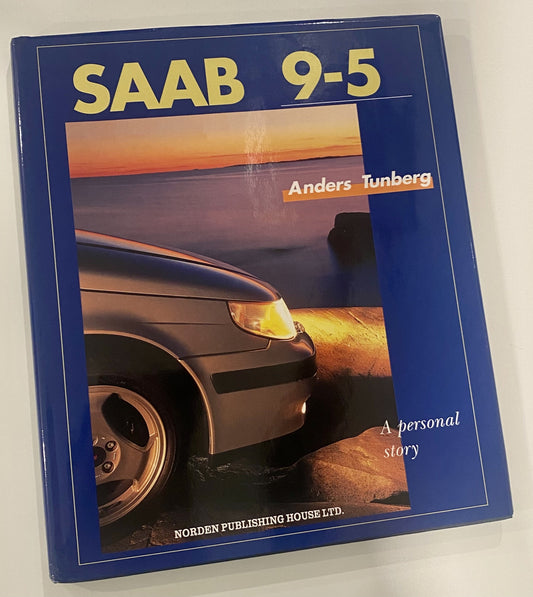 SAAB 9-5
Anders Tunberg
A personal
story
NORDEN PUBLISHING HOUSE LTD.